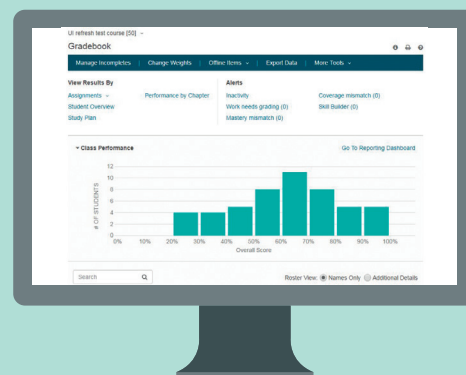 UI refresh test course [50]
Gradebook
Manage Incompletes | Change Weights | Offline Items | Export Data | More Tools
View Results By
Alerts
Assignments
Performance by Chapter
Inactivity
Coverage mismatch (0)
Student Overview
Work needs grading (0)
Skill Builder (0)
Study Plan
Mastery mismatch (0)
Class Performance
Go To Reporting Dashboard
12
10
8
6
4
2
0
# OF STUDENTS
0% 10% 20% 30% 40% 50% 60% 70% 80% 90% 100%
Overall Score
Search
Roster View: Names Only Additional Details